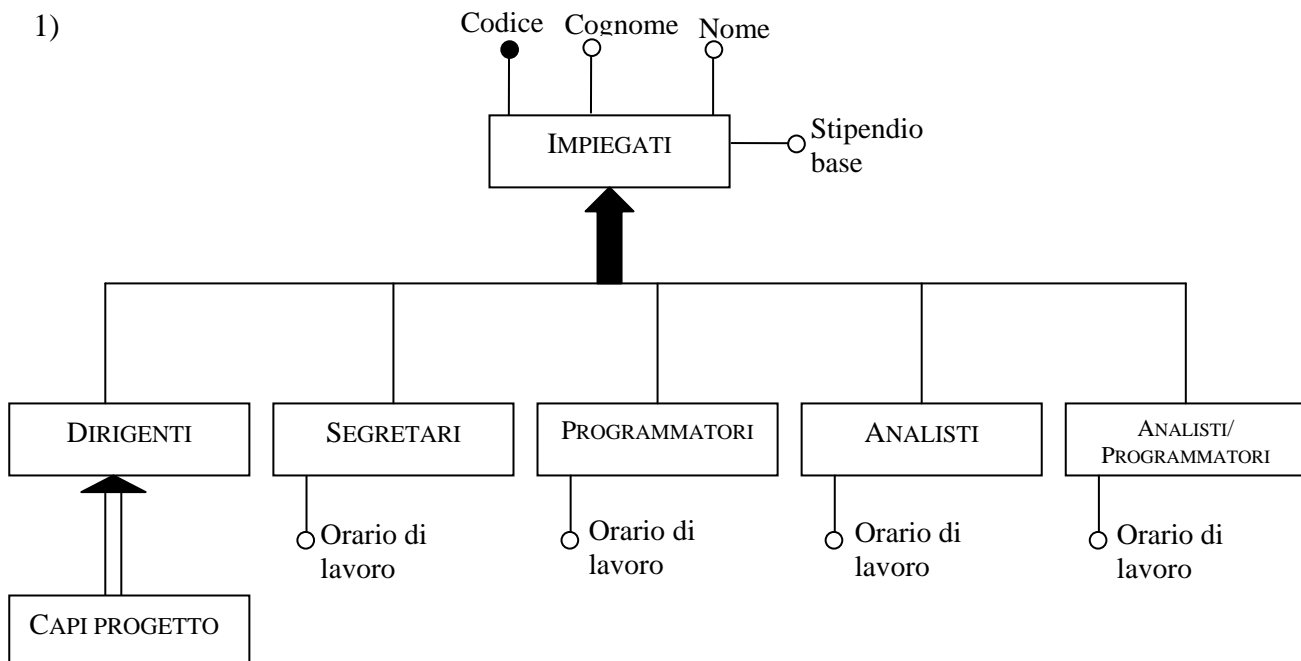 1)
Codice
Cognome
Nome
IMPIEGATI
Stipendio
base
DIRIGENTI
SEGRETARI
PROGRAMMATORI
ANALISTI
ANALISTI/
PROGRAMMATORI
Orario di
lavoro
Orario di
lavoro
Orario di
lavoro
Orario di
lavoro
CAPI PROGETTO